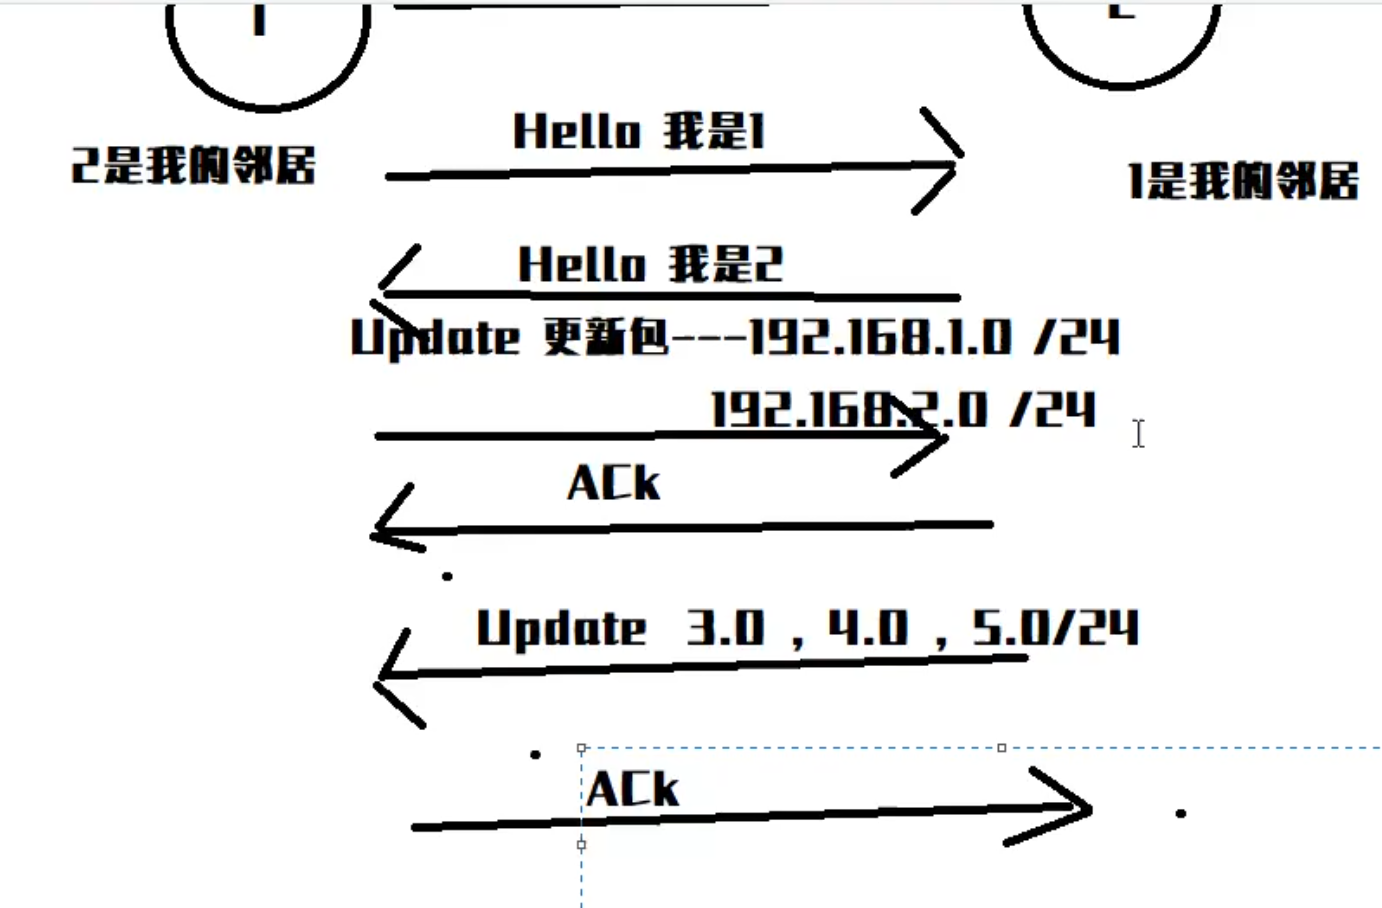 1
2
Hello 我是1
2是我的邻居
1是我的邻居
Hello 我是2
Update 更新包---192.168.1.0 /24
192.168.2.0 /24
ACk
Update 3.0 , 4.0 , 5.0/24
ACk